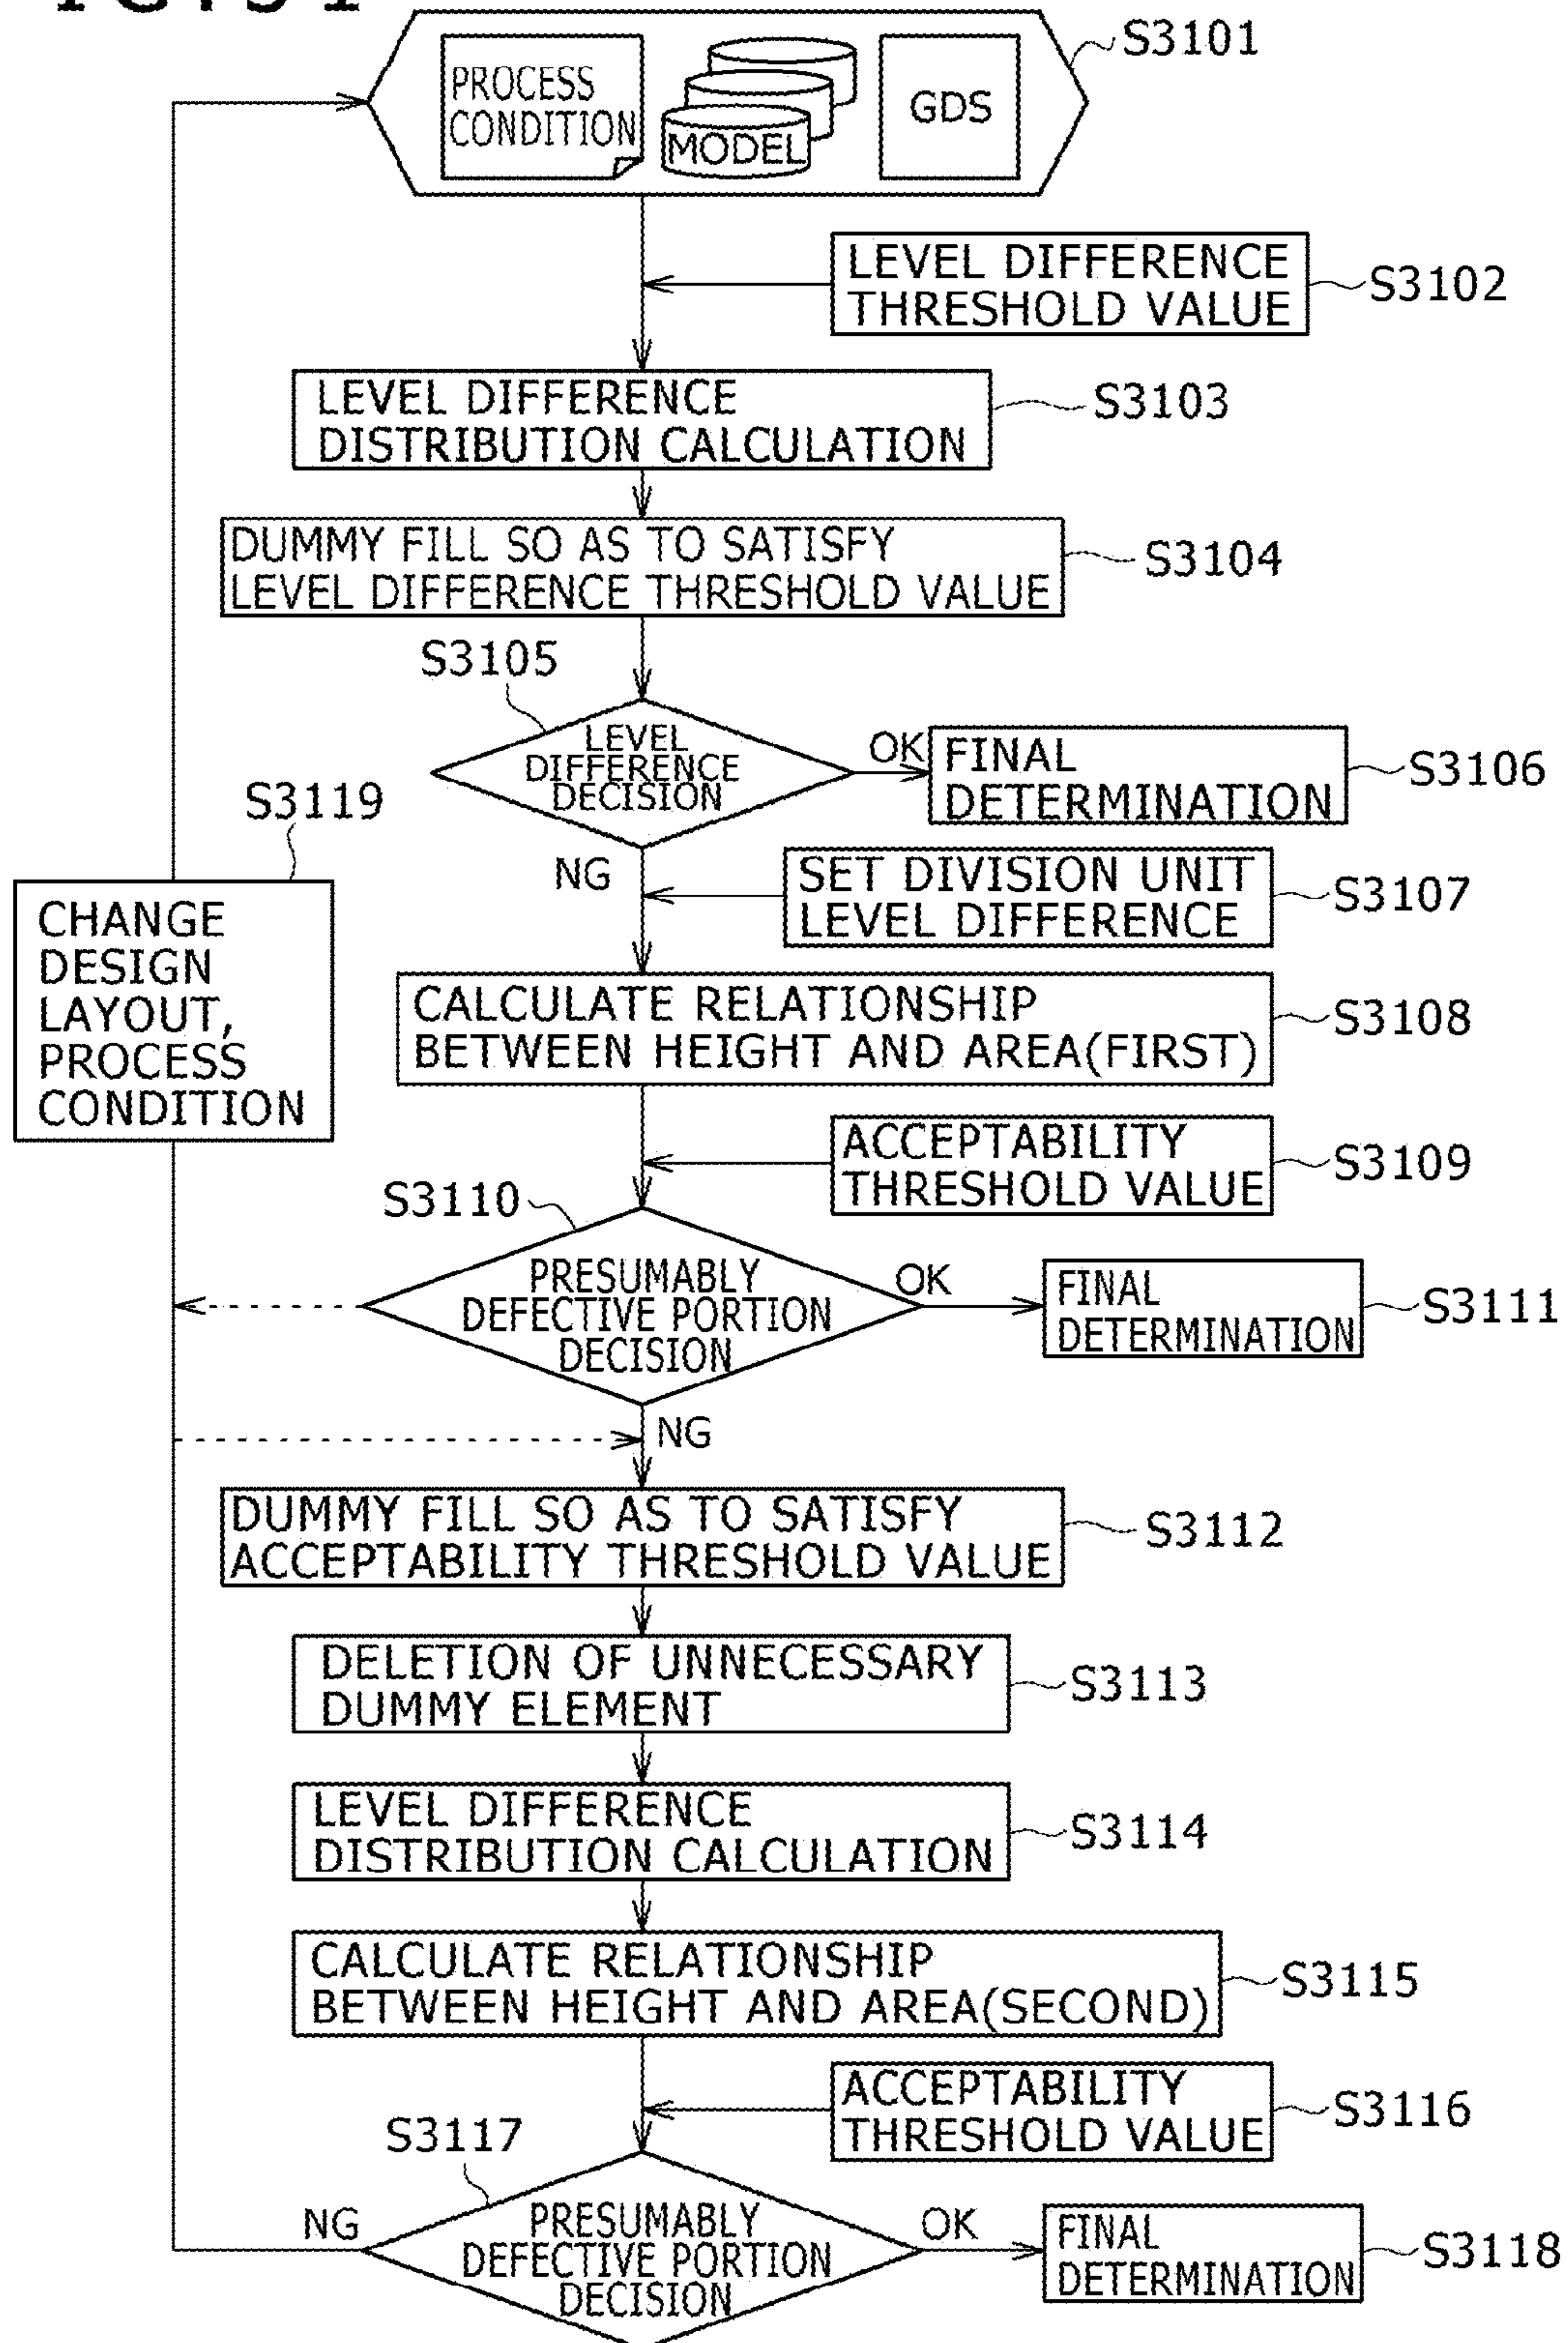 S3101
PROCESS
CONDITION
MODEL
GDS
LEVEL DIFFERENCE
THRESHOLD VALUE
S3102
LEVEL DIFFERENCE
DISTRIBUTION CALCULATION
S3103
DUMMY FILL SO AS TO SATISFY
LEVEL DIFFERENCE THRESHOLD VALUE
S3104
S3105
LEVEL
DIFFERENCE
DECISION
OK
FINAL
DETERMINATION
S3106
S3119
CHANGE
DESIGN
LAYOUT,
PROCESS
CONDITION
NG
SET DIVISION UNIT
LEVEL DIFFERENCE
S3107
CALCULATE RELATIONSHIP
BETWEEN HEIGHT AND AREA(FIRST)
S3108
ACCEPTABILITY
THRESHOLD VALUE
S3109
S3110
PRESUMABLY
DEFECTIVE PORTION
DECISION
OK
FINAL
DETERMINATION
S3111
NG
DUMMY FILL SO AS TO SATISFY
ACCEPTABILITY THRESHOLD VALUE
S3112
DELETION OF UNNECESSARY
DUMMY ELEMENT
S3113
LEVEL DIFFERENCE
DISTRIBUTION CALCULATION
S3114
CALCULATE RELATIONSHIP
BETWEEN HEIGHT AND AREA(SECOND)
S3115
ACCEPTABILITY
THRESHOLD VALUE
S3116
S3117
NG
PRESUMABLY
DEFECTIVE PORTION
DECISION
OK
FINAL
DETERMINATION
S3118